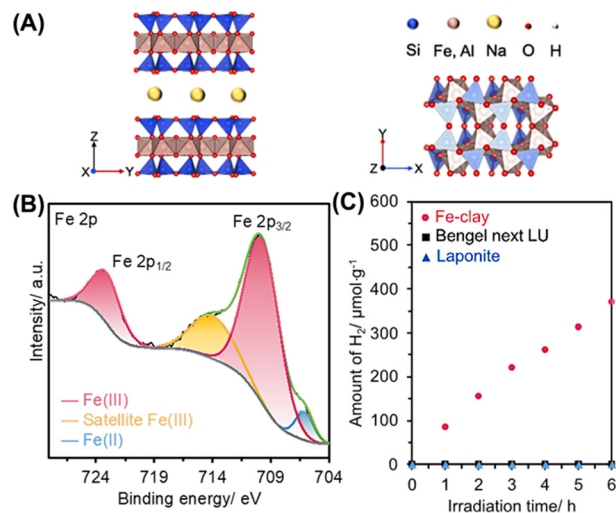 (A)
Si Fe, Al Na O H
Z
X Y
Y
Z X
(B)
Fe 2p
Fe 2p1/2
Fe 2p3/2
Intensity/ a.u.
Fe(III)
Satellite Fe(III)
Fe(II)
724 719 714 709 704
Binding energy/ eV
(C)
600
500
400
300
200
100
0
Amount of H2/ μmol·g-1
Fe-clay
Bengel next LU
Laponite
0 1 2 3 4 5 6
Irradiation time/ h